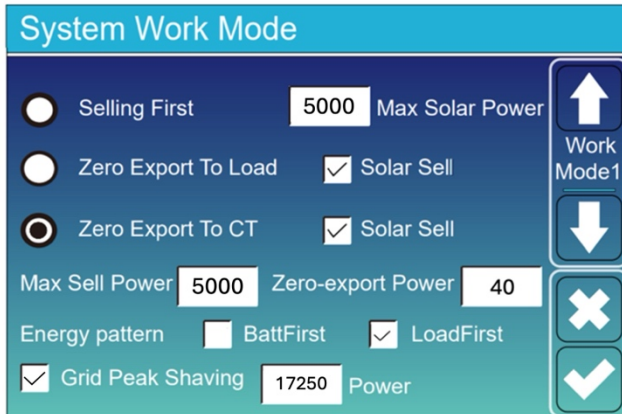 System Work Mode
Selling First 5000 Max Solar Power
Zero Export To Load Solar Sell
Zero Export To CT Solar Sell
Max Sell Power 5000 Zero-export Power 40
Energy pattern BattFirst LoadFirst
Grid Peak Shaving 17250 Power
Work
Mode1